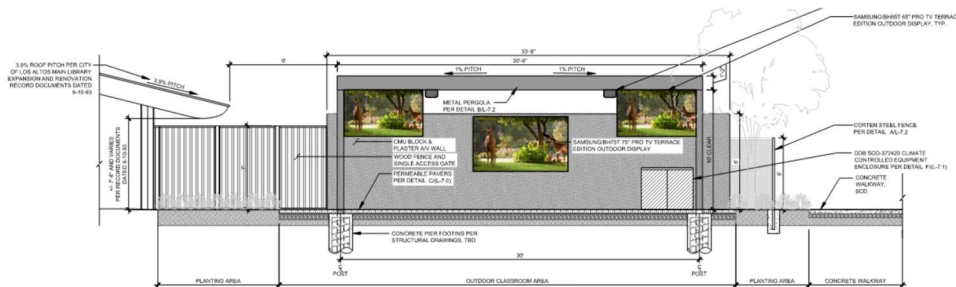 SAMSUNG/BH65T 65" PRO TV TERRACE
EDITION OUTDOOR DISPLAY, TYP.
33'-8"
30'-6"
9'
3.9% ROOF PITCH PER CITY
OF LOS ALTOS MAIN LIBRARY
EXPANSION AND RENOVATION
RECORD DOCUMENTS DATED
6-10-93
3.9% PITCH
1% PITCH
1% PITCH
METAL PERGOLA
PER DETAIL B/L-7.2
CMU BLOCK &
PLASTER A/V WALL
WOOD FENCE AND
SINGLE ACCESS GATE
PERMEABLE PAVERS
PER DETAIL C/(L-7.0)
SAMSUNG/BH75T 75" PRO TV TERRACE
EDITION OUTDOOR DISPLAY
10' CLEAR
CORTEN STEEL FENCE
PER DETAIL A/L-7.2
DDB SOD-372425 CLIMATE
CONTROLLED EQUIPMENT
ENCLOSURE PER DETAIL F/(L-7.1)
CONCRETE
WALKWAY,
SCD.
+/- 7'-8" AND VARIES
PER RECORD DOCUMENTS
DATED 6-10-93
CONCRETE PIER FOOTING PER
STRUCTURAL DRAWINGS, TBD
30'
POST
POST
PLANTING AREA
OUTDOOR CLASSROOM AREA
PLANTING AREA
CONCRETE WALKWAY